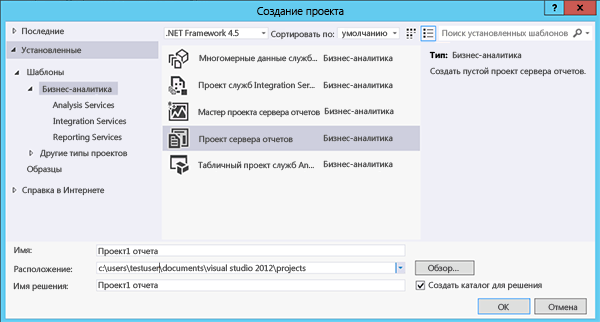 Создание проекта
Последние
Установленные
Шаблоны
Бизнес-аналитика
Analysis Services
Integration Services
Reporting Services
Другие типы проектов
Образцы
Справка в Интернете
.NET Framework 4.5 Сортировать по: умолчанию
Поиск установленных шаблонов
Многомерные данные служб... Бизнес-аналитика
Проект служб Integration Ser... Бизнес-аналитика
Мастер проекта сервера отчетов Бизнес-аналитика
Проект сервера отчетов Бизнес-аналитика
Табличный проект служб An... Бизнес-аналитика
Тип: Бизнес-аналитика
Создать пустой проект сервера отчетов.
Имя: Проект1 отчета
Расположение: c:\users\testuser\documents\visual studio 2012\projects Обзор...
Имя решения: Проект1 отчета Создать каталог для решения
ОК Отмена